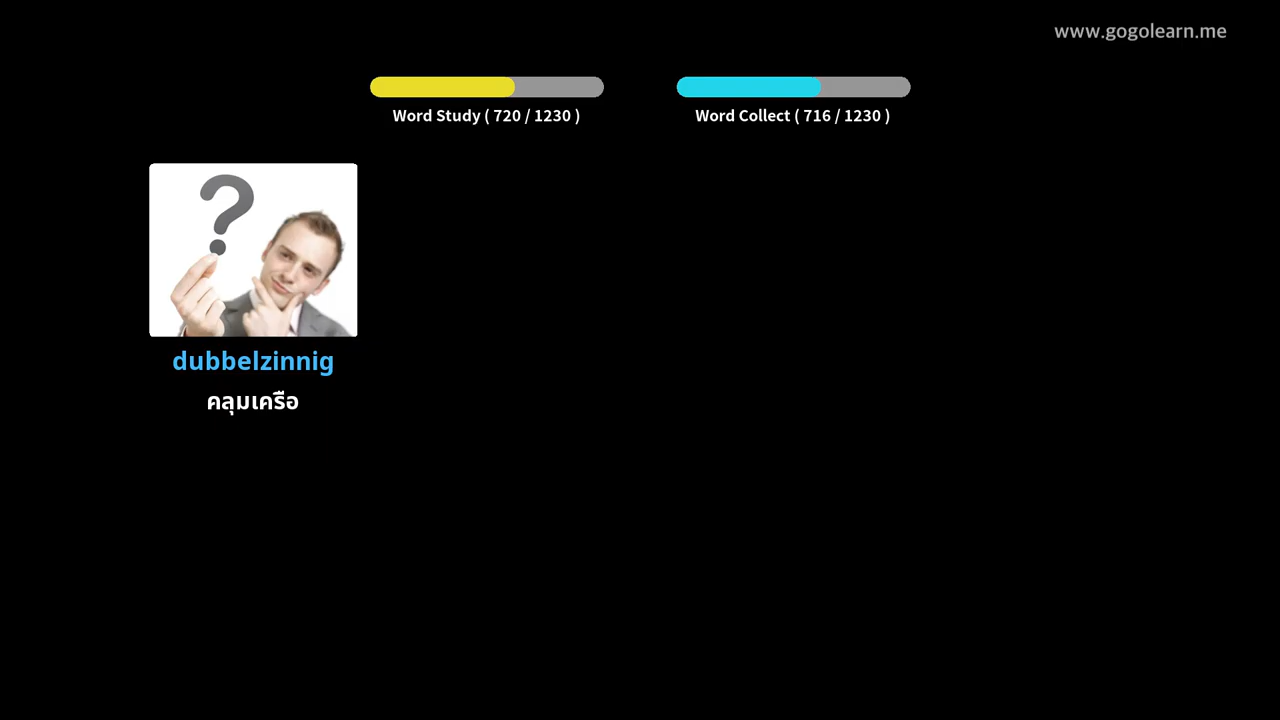 www.gogolearn.me
Word Study ( 720 / 1230 )
Word Collect ( 716 / 1230 )
?
dubbelzinnig
คลุมเครือ